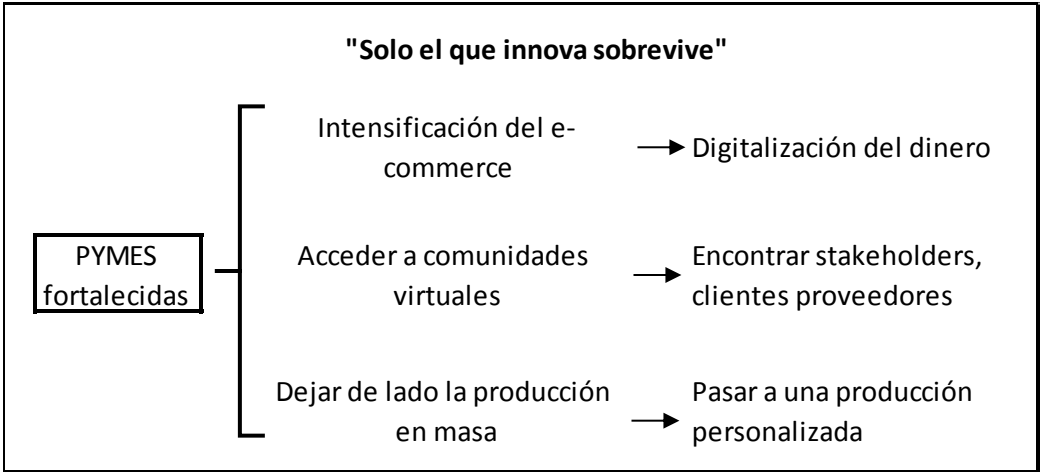 "Solo el que innova sobrevive"
Intensificación del e-
commerce
Digitalización del dinero
PYMES
fortalecidas
Acceder a comunidades
virtuales
Encontrar stakeholders,
clientes proveedores
Dejar de lado la producción
en masa
Pasar a una producción
personalizada